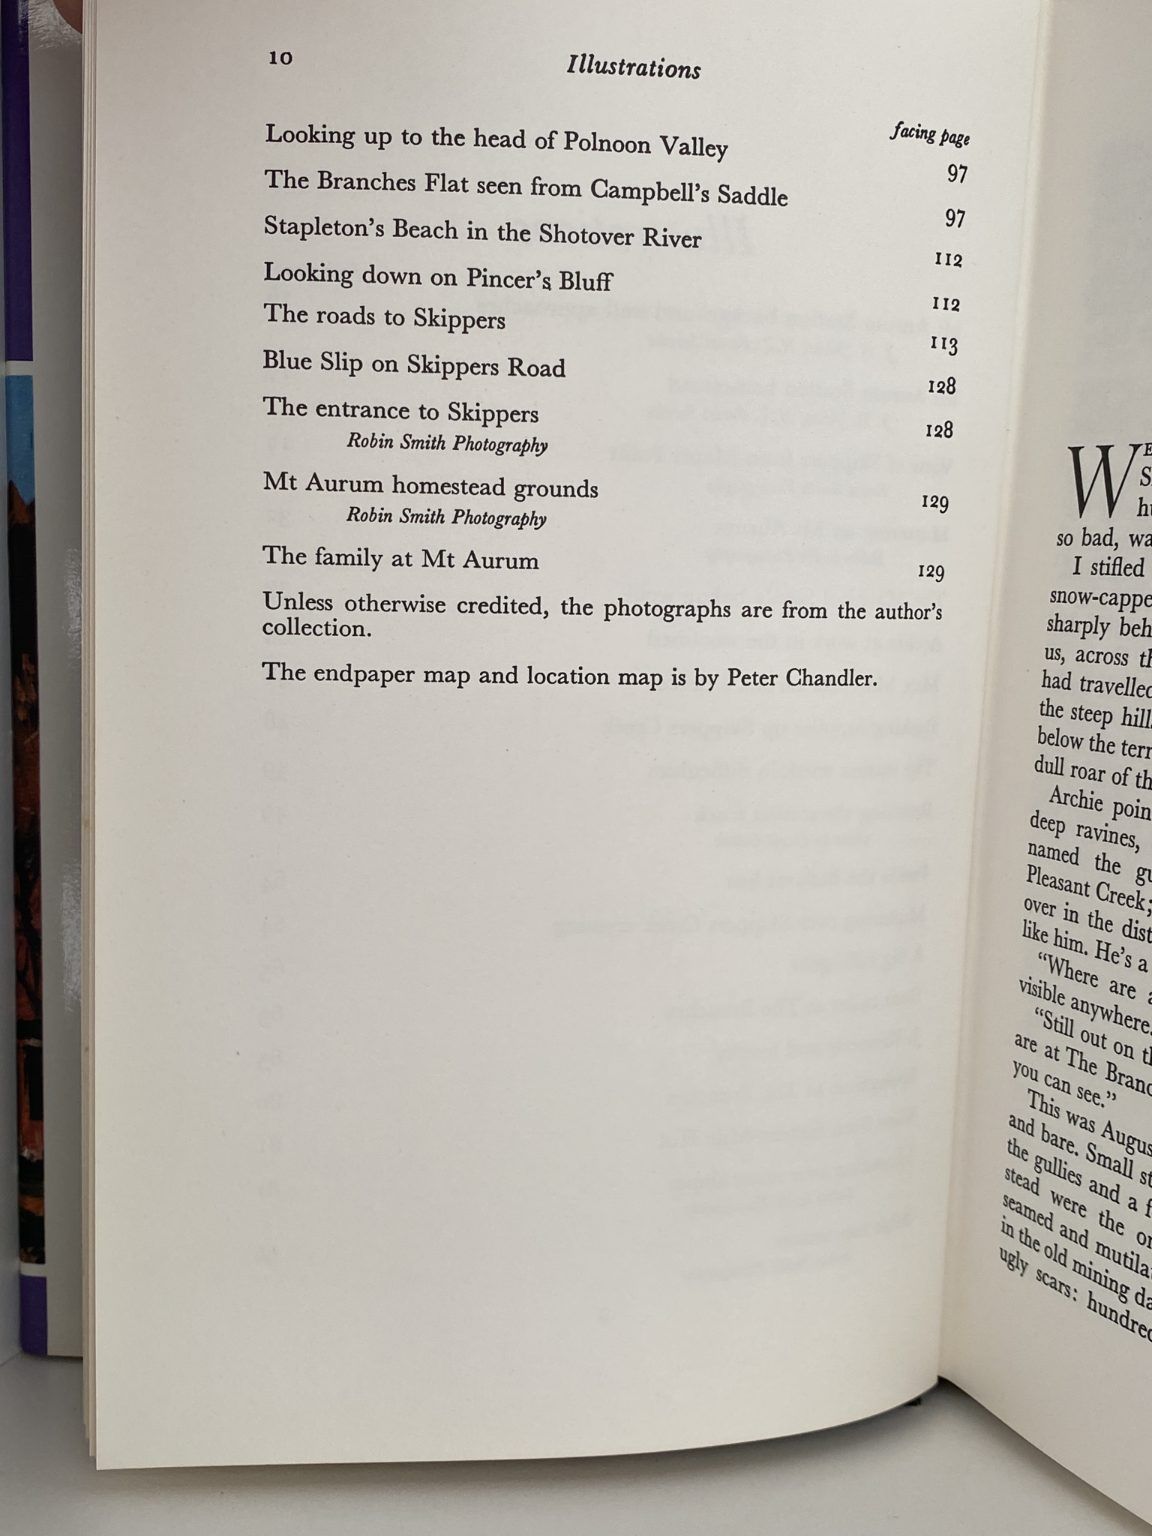 10 Illustrations
facing page
Looking up to the head of Polnoon Valley 97
The Branches Flat seen from Campbell's Saddle 97
Stapleton's Beach in the Shotover River 112
Looking down on Pincer's Bluff 112
The roads to Skippers 113
Blue Slip on Skippers Road 128
The entrance to Skippers 128
Robin Smith Photography
Mt Aurum homestead grounds 129
Robin Smith Photography
The family at Mt Aurum 129
Unless otherwise credited, the photographs are from the author's
collection.
The endpaper map and location map is by Peter Chandler.
W
so bad,
I stifled
sharply
us, across
had travelled
the steep
below the
dull roar of
Archie
deep ravines,
named the
Pleasant Creek;
over in the
like him. He's a
"Where are
visible anywhere.
"Still out on
are at The
you can see."
This was
and bare. Small
the gullies and a
stead were the
seamed and
in the old mining
ugly scars: